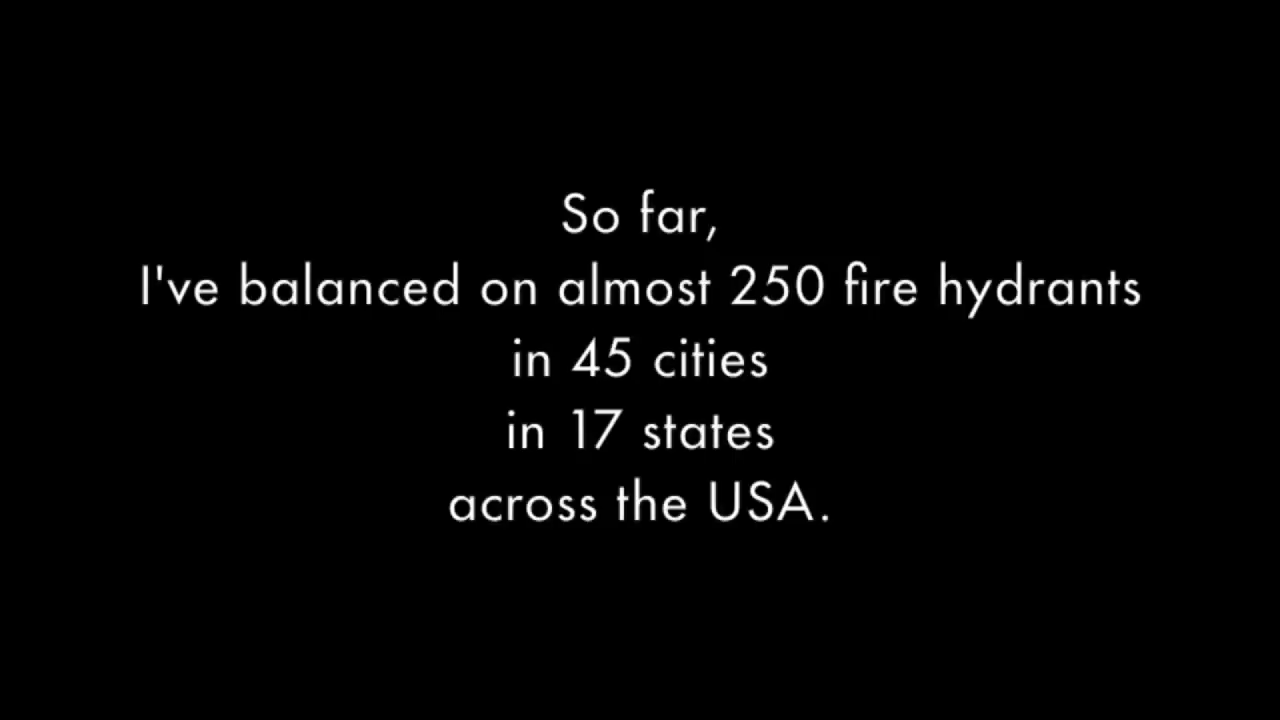 So far,
I've balanced on almost 250 fire hydrants
in 45 cities
in 17 states
across the USA.